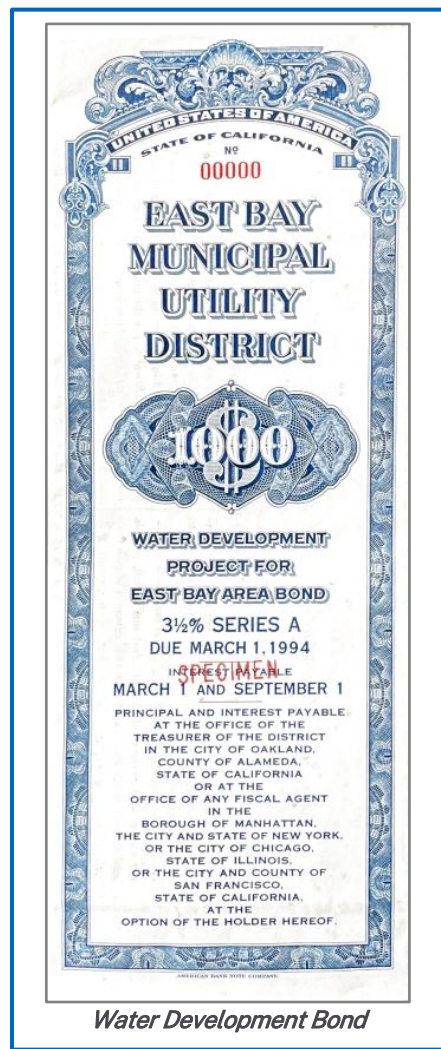 UNITED STATES OF AMERICA
STATE OF CALIFORNIA
Nº
00000
EAST BAY
MUNICIPAL
UTILITY
DISTRICT
$1000
WATER DEVELOPMENT
PROJECT FOR
EAST BAY AREA BOND
3½% SERIES A
DUE MARCH 1, 1994
INTEREST PAYABLE
SPECIMEN
MARCH 1 AND SEPTEMBER 1
PRINCIPAL AND INTEREST PAYABLE
AT THE OFFICE OF THE
TREASURER OF THE DISTRICT
IN THE CITY OF OAKLAND,
COUNTY OF ALAMEDA,
STATE OF CALIFORNIA
OR AT THE
OFFICE OF ANY FISCAL AGENT
IN THE
BOROUGH OF MANHATTAN,
THE CITY AND STATE OF NEW YORK,
OR THE CITY OF CHICAGO,
STATE OF ILLINOIS,
OR THE CITY AND COUNTY OF
SAN FRANCISCO,
STATE OF CALIFORNIA,
AT THE
OPTION OF THE HOLDER HEREOF.
AMERICAN BANK NOTE COMPANY.
Water Development Bond